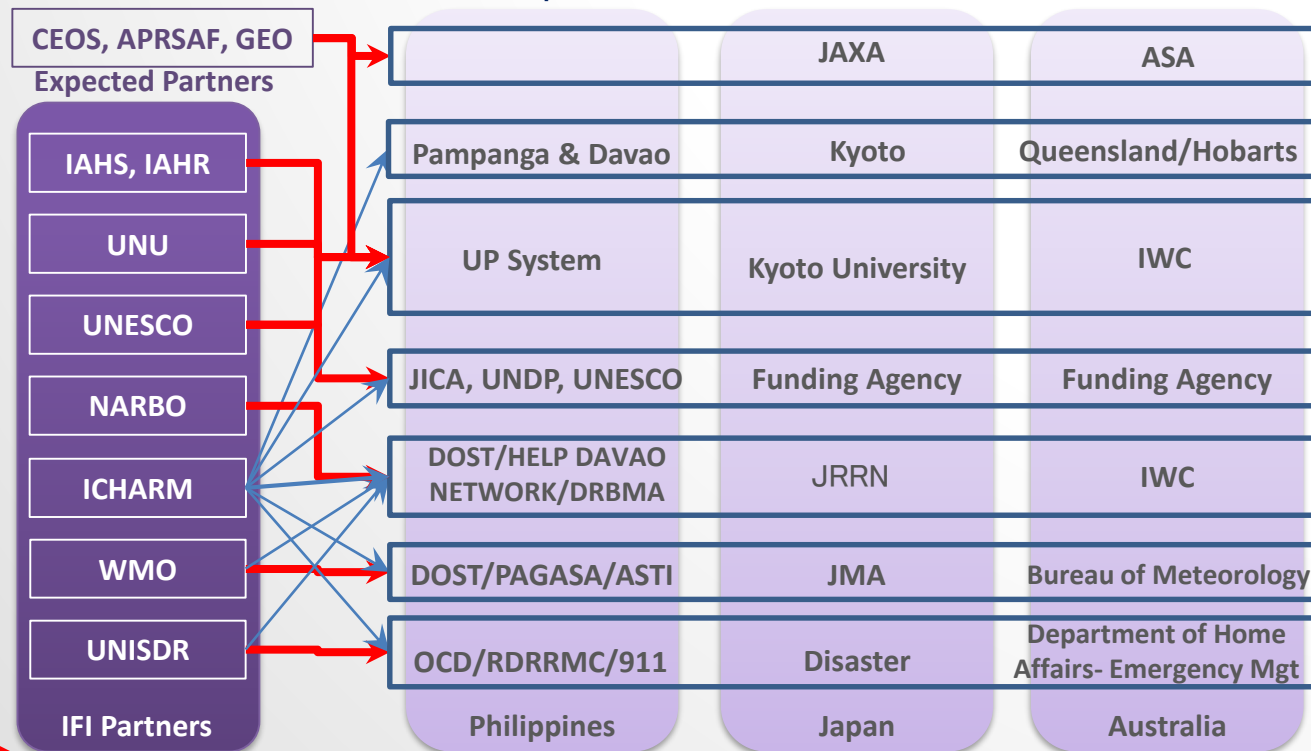 CEOS, APRSAF, GEO
Expected Partners
IAHS, IAHR
UNU
UNESCO
NARBO
ICHARM
WMO
UNISDR
IFI Partners
JAXA
ASA
Pampanga & Davao
Kyoto
Queensland/Hobarts
UP System
Kyoto University
IWC
JICA, UNDP, UNESCO
Funding Agency
Funding Agency
DOST/HELP DAVAO
NETWORK/DRBMA
JRRN
IWC
DOST/PAGASA/ASTI
JMA
Bureau of Meteorology
OCD/RDRRMC/911
Disaster
Department of Home
Affairs- Emergency Mgt
Philippines
Japan
Australia